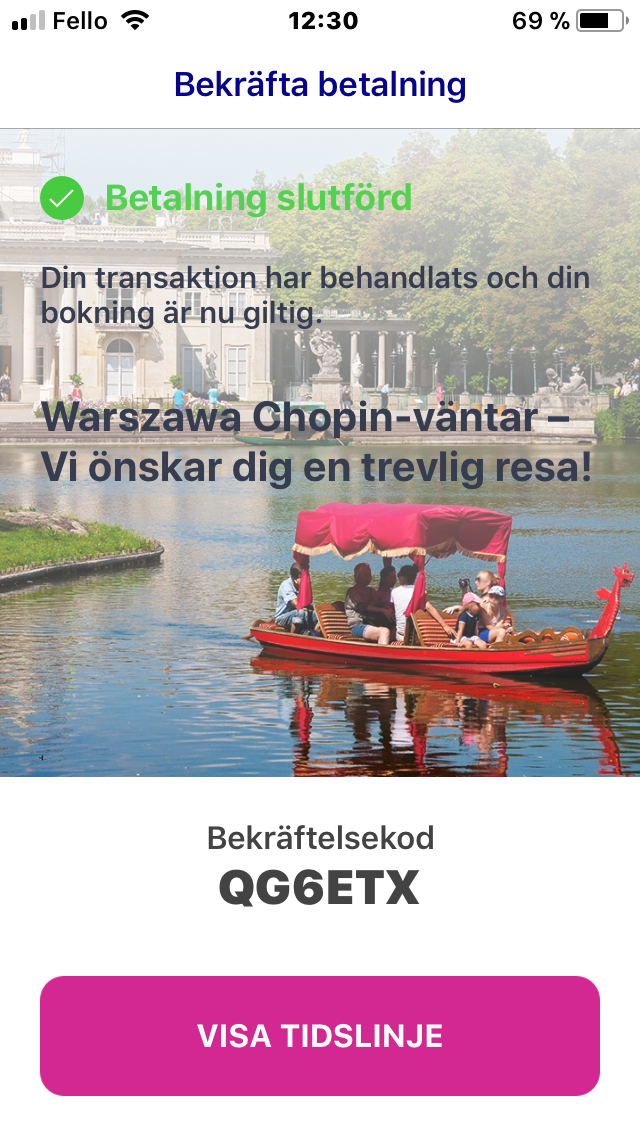 Fello 12:30 69 %
Bekräfta betalning
Betalning slutförd
Din transaktion har behandlats och din
bokning är nu giltig.
Warszawa Chopin-väntar –
Vi önskar dig en trevlig resa!
Bekräftelsekod
QG6ETX
VISA TIDSLINJE